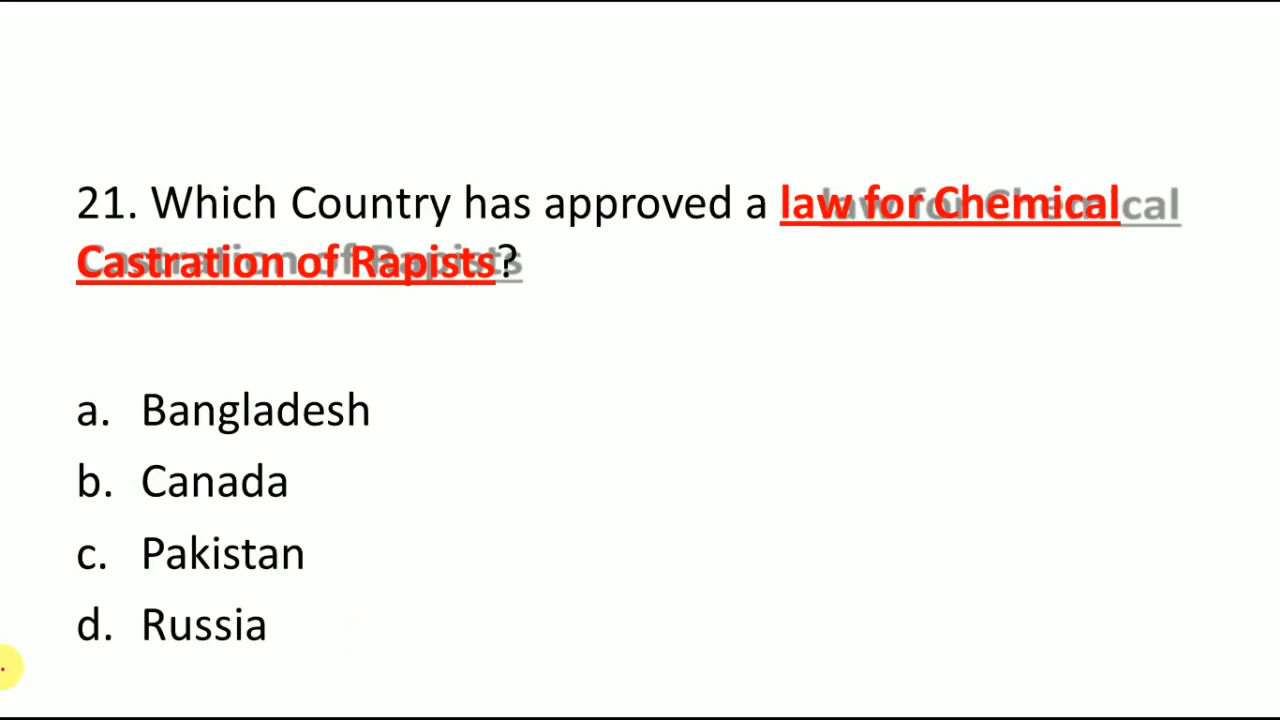 21. Which Country has approved a law for Chemical
Castration of Rapists?
a. Bangladesh
b. Canada
c. Pakistan
d. Russia